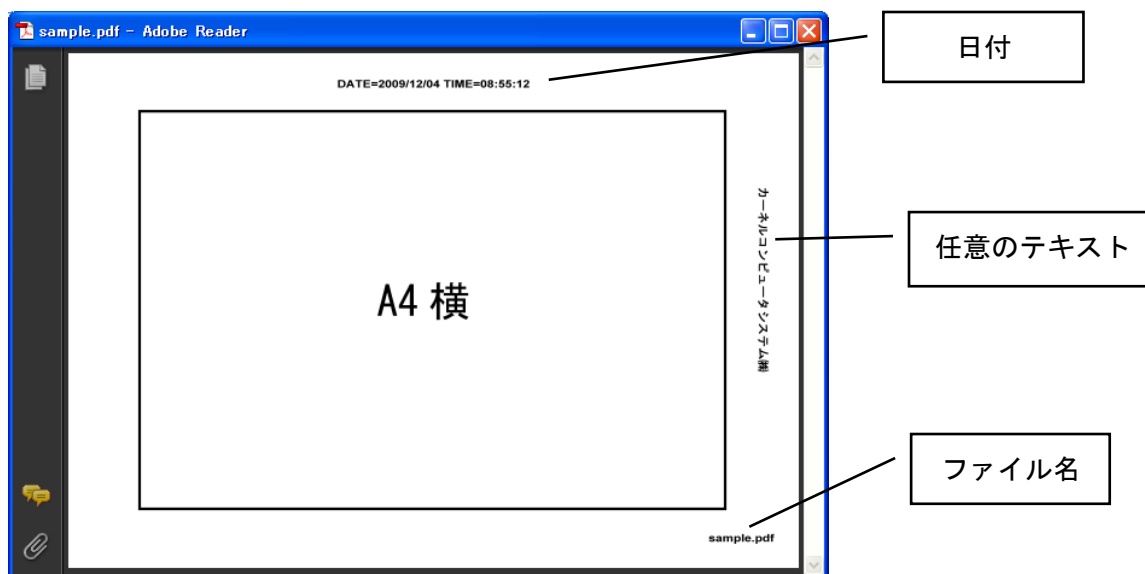 sample.pdf - Adobe Reader
日付
DATE=2009/12/04 TIME=08:55:12
カーネルコンピュータシステム㈱
任意のテキスト
A4 横
ファイル名
sample.pdf